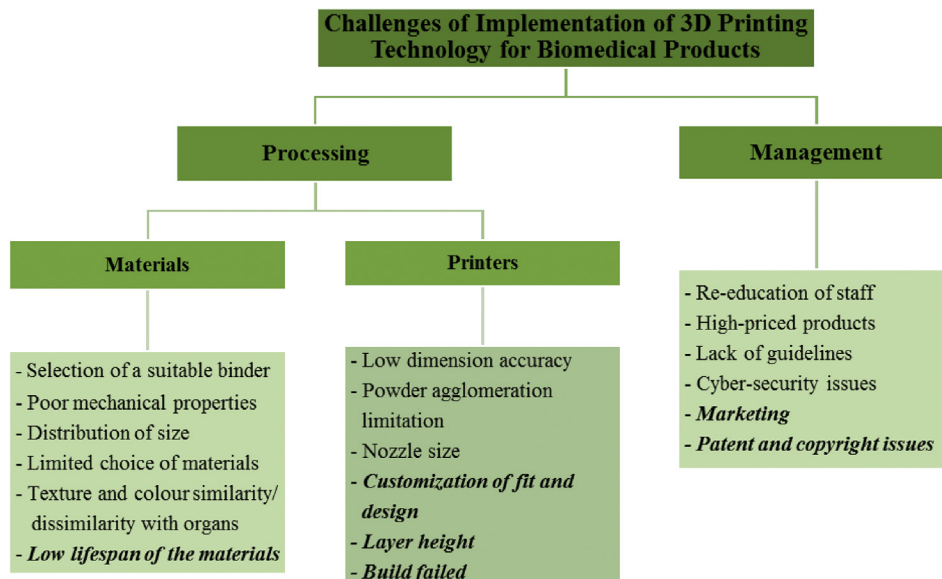 Challenges of Implementation of 3D Printing
Technology for Biomedical Products
Processing
Management
Materials
Printers
- Selection of a suitable binder
- Poor mechanical properties
- Distribution of size
- Limited choice of materials
- Texture and colour similarity/
dissimilarity with organs
- Low lifespan of the materials
- Low dimension accuracy
- Powder agglomeration
limitation
- Nozzle size
- Customization of fit and
design
- Layer height
- Build failed
- Re-education of staff
- High-priced products
- Lack of guidelines
- Cyber-security issues
- Marketing
- Patent and copyright issues